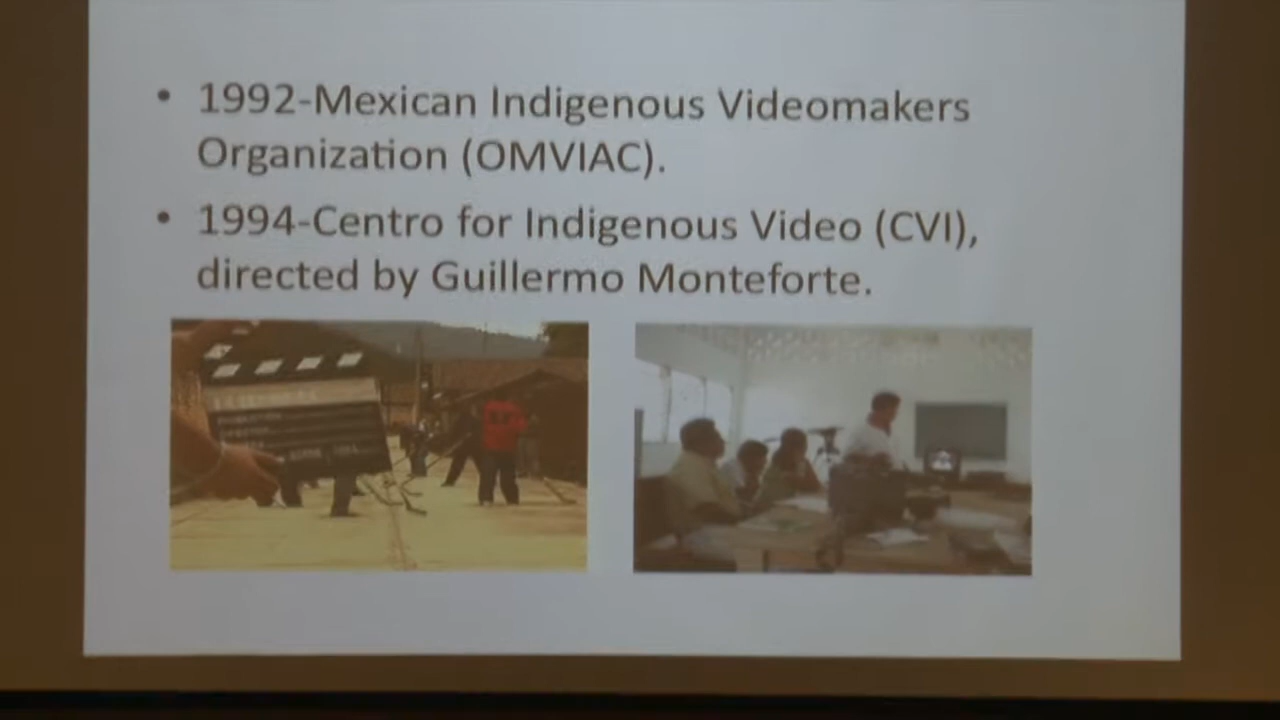 • 1992-Mexican Indigenous Videomakers
Organization (OMVIAC).
• 1994-Centro for Indigenous Video (CVI),
directed by Guillermo Monteforte.